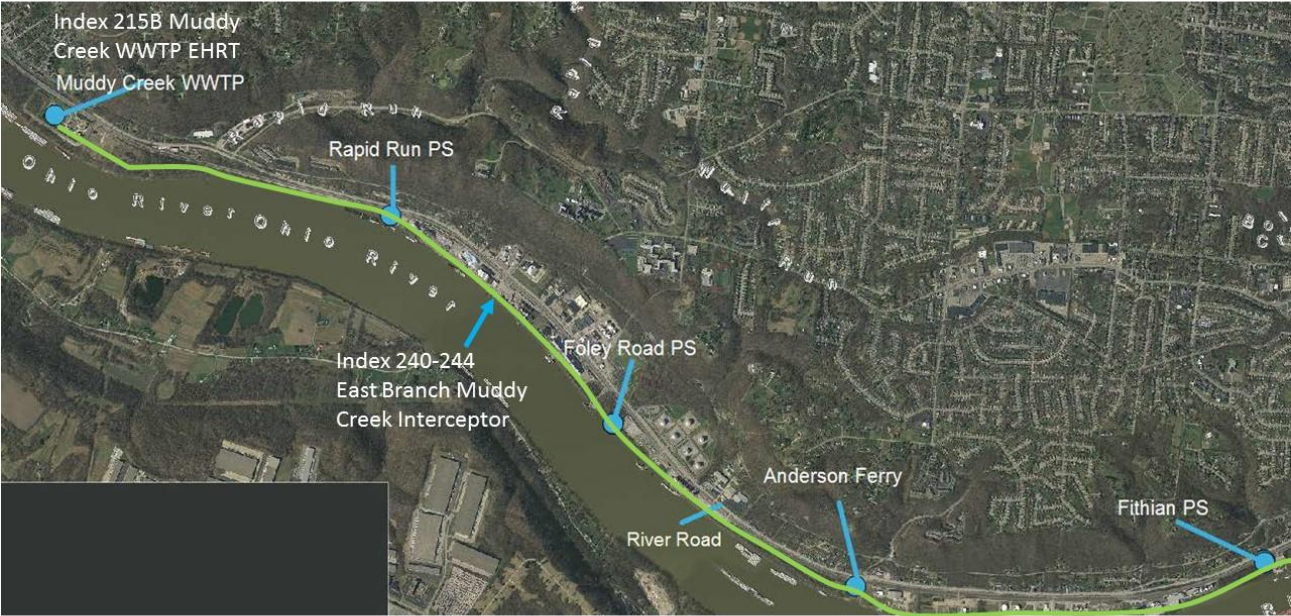 Index 215B Muddy
Creek WWTP EHRT
Muddy Creek WWTP
Rapid Run
Rapid Run PS
Ohio River Ohio River
Wulff Run
Index 240-244
East Branch Muddy
Creek Interceptor
Foley Road PS
Anderson Ferry
River Road
Fithian PS